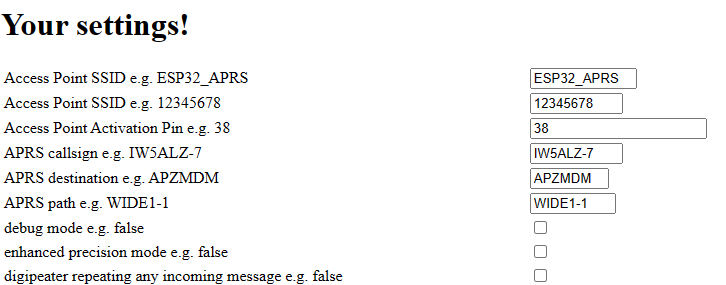 Your settings!
Access Point SSID e.g. ESP32_APRS ESP32_APRS
Access Point SSID e.g. 12345678 12345678
Access Point Activation Pin e.g. 38 38
APRS callsign e.g. IW5ALZ-7 IW5ALZ-7
APRS destination e.g. APZMDM APZMDM
APRS path e.g. WIDE1-1 WIDE1-1
debug mode e.g. false
enhanced precision mode e.g. false
digipeater repeating any incoming message e.g. false